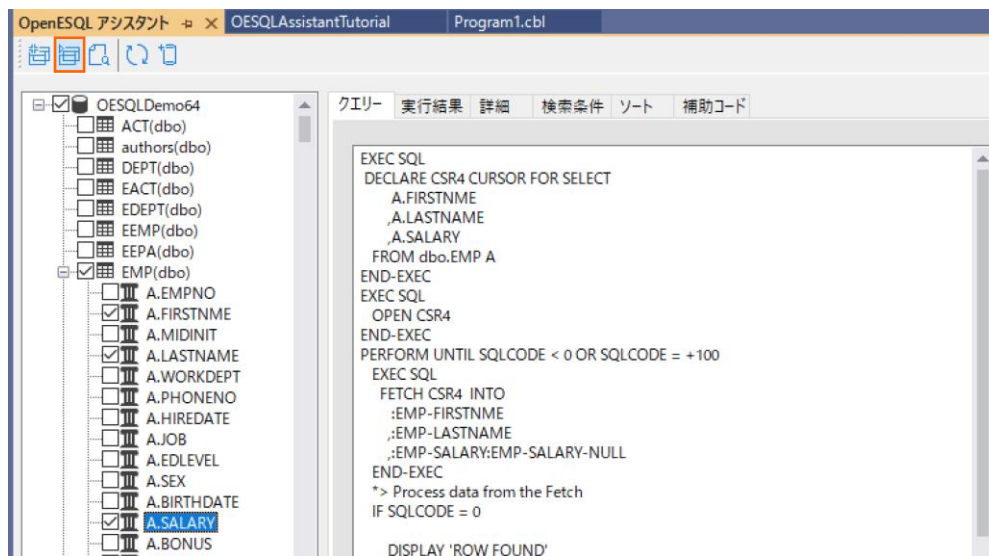 OpenESQL アシスタント
OESQLAssistantTutorial
Program1.cbl
OESQLDemo64
ACT(dbo)
authors(dbo)
DEPT(dbo)
EACT(dbo)
EDEPT(dbo)
EEMP(dbo)
EEPA(dbo)
EMP(dbo)
A.EMPNO
A.FIRSTNME
A.MIDINIT
A.LASTNAME
A.WORKDEPT
A.PHONENO
A.HIREDATE
A.JOB
A.EDLEVEL
A.SEX
A.BIRTHDATE
A.SALARY
A.BONUS
クエリー 実行結果 詳細 検索条件 ソート 補助コード
EXEC SQL
DECLARE CSR4 CURSOR FOR SELECT
A.FIRSTNME
,A.LASTNAME
,A.SALARY
FROM dbo.EMP A
END-EXEC
EXEC SQL
OPEN CSR4
END-EXEC
PERFORM UNTIL SQLCODE < 0 OR SQLCODE = +100
EXEC SQL
FETCH CSR4 INTO
:EMP-FIRSTNME
,:EMP-LASTNAME
,:EMP-SALARY:EMP-SALARY-NULL
END-EXEC
*> Process data from the Fetch
IF SQLCODE = 0
DISPLAY 'ROW FOUND'